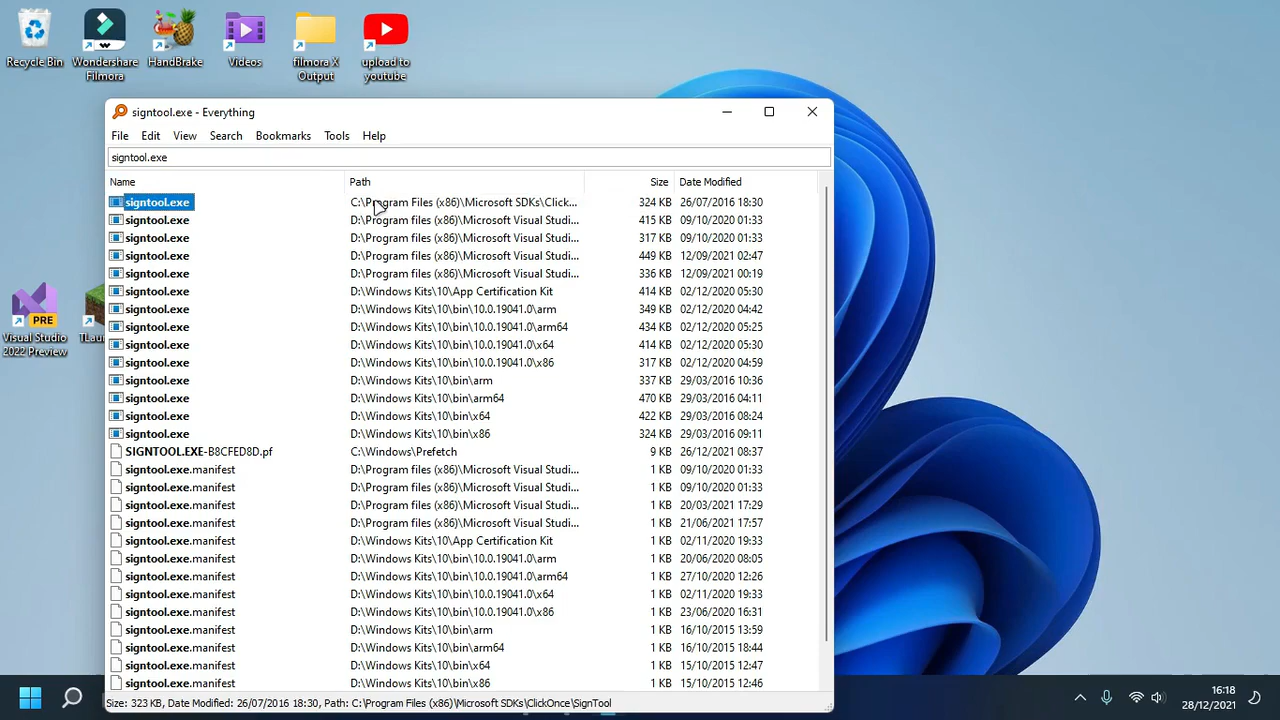 Recycle Bin
Wondershare
Filmora
HandBrake
Videos
filmora X
Output
upload to
youtube
signtool.exe - Everything
File Edit View Search Bookmarks Tools Help
signtool.exe
Name Path Size Date Modified
signtool.exe C:\Program Files (x86)\Microsoft SDKs\Click... 324 KB 26/07/2016 18:30
signtool.exe D:\Program files (x86)\Microsoft Visual Studi... 415 KB 09/10/2020 01:33
signtool.exe D:\Program files (x86)\Microsoft Visual Studi... 317 KB 09/10/2020 01:33
signtool.exe D:\Program files (x86)\Microsoft Visual Studi... 449 KB 12/09/2021 02:47
signtool.exe D:\Program files (x86)\Microsoft Visual Studi... 336 KB 12/09/2021 00:19
signtool.exe D:\Windows Kits\10\App Certification Kit 414 KB 02/12/2020 05:30
signtool.exe D:\Windows Kits\10\bin\10.0.19041.0\arm 349 KB 02/12/2020 04:42
signtool.exe D:\Windows Kits\10\bin\10.0.19041.0\arm64 434 KB 02/12/2020 05:25
signtool.exe D:\Windows Kits\10\bin\10.0.19041.0\x64 414 KB 02/12/2020 05:30
signtool.exe D:\Windows Kits\10\bin\10.0.19041.0\x86 317 KB 02/12/2020 04:59
signtool.exe D:\Windows Kits\10\bin\arm 337 KB 29/03/2016 10:36
signtool.exe D:\Windows Kits\10\bin\arm64 470 KB 29/03/2016 04:11
signtool.exe D:\Windows Kits\10\bin\x64 422 KB 29/03/2016 08:24
signtool.exe D:\Windows Kits\10\bin\x86 324 KB 29/03/2016 09:11
SIGNTOOL.EXE-B8CFED8D.pf C:\Windows\Prefetch 9 KB 26/12/2021 08:37
signtool.exe.manifest D:\Program files (x86)\Microsoft Visual Studi... 1 KB 09/10/2020 01:33
signtool.exe.manifest D:\Program files (x86)\Microsoft Visual Studi... 1 KB 09/10/2020 01:33
signtool.exe.manifest D:\Program files (x86)\Microsoft Visual Studi... 1 KB 20/03/2021 17:29
signtool.exe.manifest D:\Program files (x86)\Microsoft Visual Studi... 1 KB 21/06/2021 17:57
signtool.exe.manifest D:\Windows Kits\10\App Certification Kit 1 KB 02/11/2020 19:33
signtool.exe.manifest D:\Windows Kits\10\bin\10.0.19041.0\arm 1 KB 20/06/2020 08:05
signtool.exe.manifest D:\Windows Kits\10\bin\10.0.19041.0\arm64 1 KB 27/10/2020 12:26
signtool.exe.manifest D:\Windows Kits\10\bin\10.0.19041.0\x64 1 KB 02/11/2020 19:33
signtool.exe.manifest D:\Windows Kits\10\bin\10.0.19041.0\x86 1 KB 23/06/2020 16:31
signtool.exe.manifest D:\Windows Kits\10\bin\arm 1 KB 16/10/2015 13:59
signtool.exe.manifest D:\Windows Kits\10\bin\arm64 1 KB 16/10/2015 18:44
signtool.exe.manifest D:\Windows Kits\10\bin\x64 1 KB 15/10/2015 12:47
signtool.exe.manifest D:\Windows Kits\10\bin\x86 1 KB 15/10/2015 12:46
Size: 323 KB, Date Modified: 26/07/2016 18:30, Path: C:\Program Files (x86)\Microsoft SDKs\ClickOnce\SignTool
PRE
Visual Studio
2022 Preview
TLau
16:18
28/12/2021